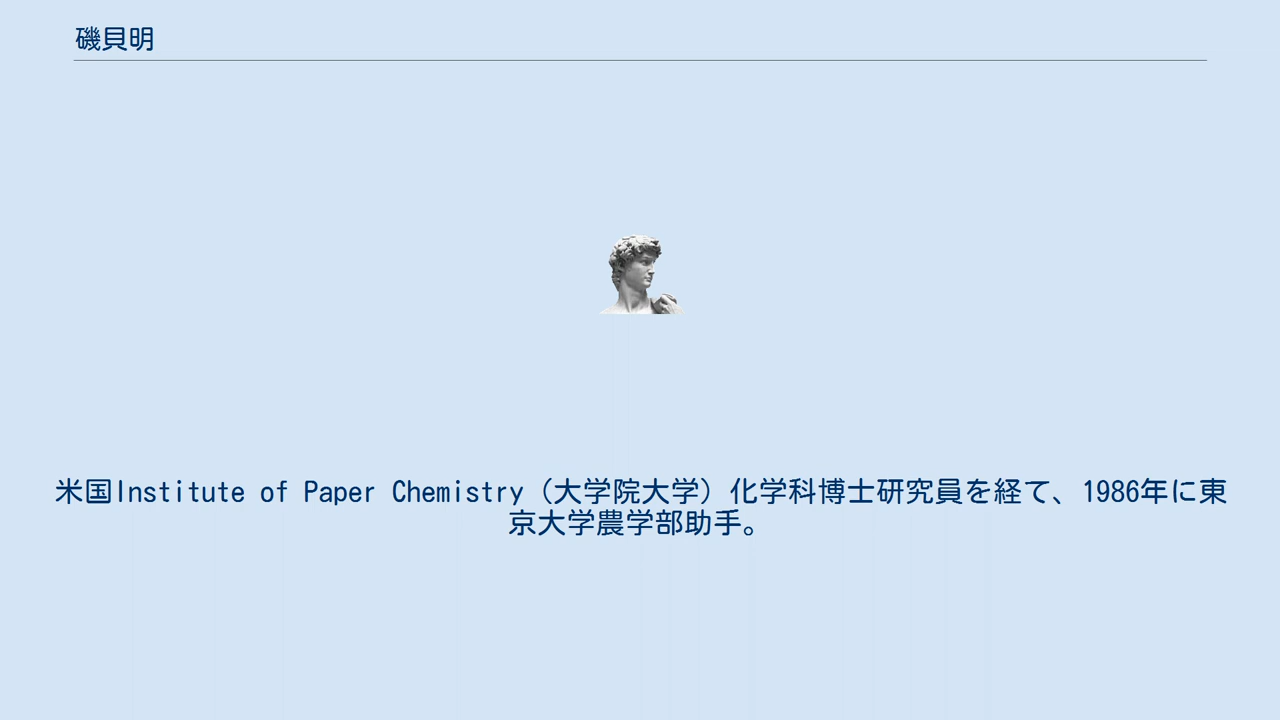 磯貝明
米国Institute of Paper Chemistry（大学院大学）化学科博士研究員を経て、1986年に東
京大学農学部助手。